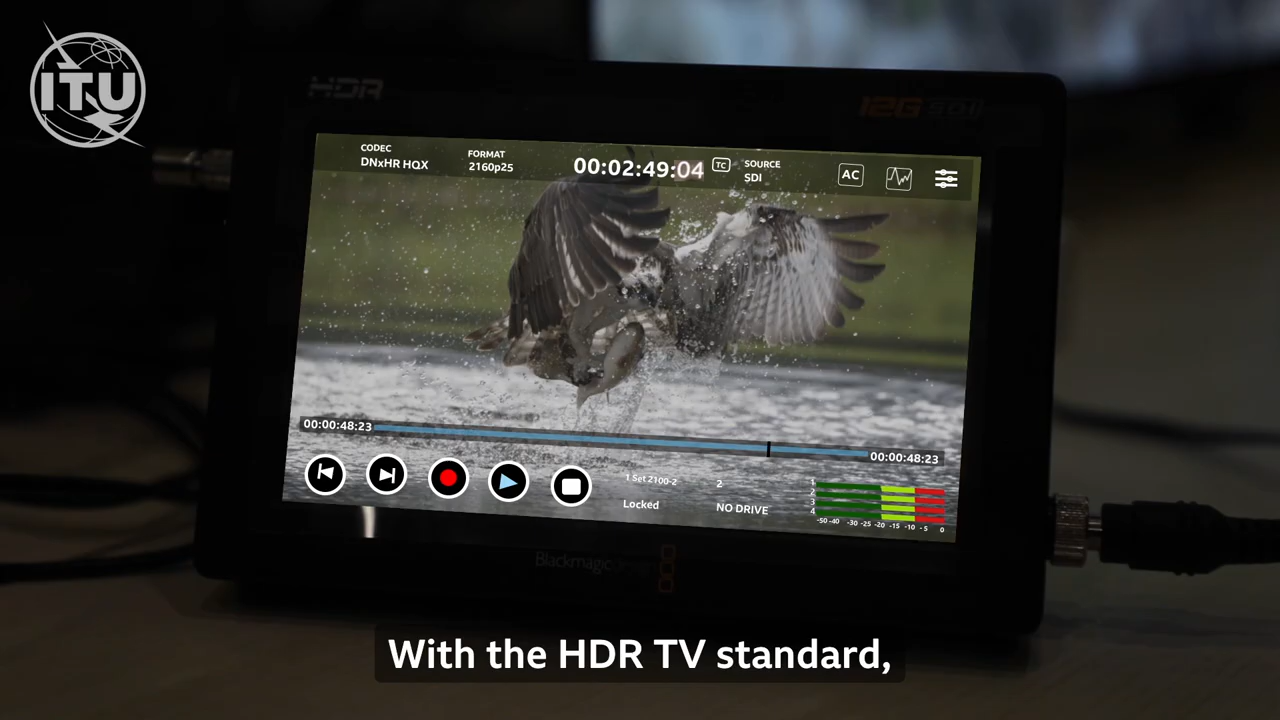 ITU
HDR
12G SDI
CODEC
DNxHR HQX
FORMAT
2160p25
00:02:49:04
TC
SOURCE
SDI
AC
00:00:48:23
00:00:48:23
1 Set 2100-2
2
Locked
NO DRIVE
1
2
3
4
-50 -40 -30 -25 -20 -15 -10 -5 0
Blackmagic
With the HDR TV standard,